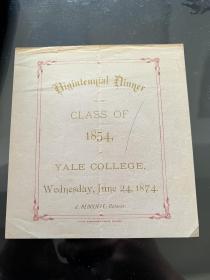 Vigintennial Dinner
CLASS OF
1854,
YALE COLLEGE,
Wednesday, June 24, 1874.